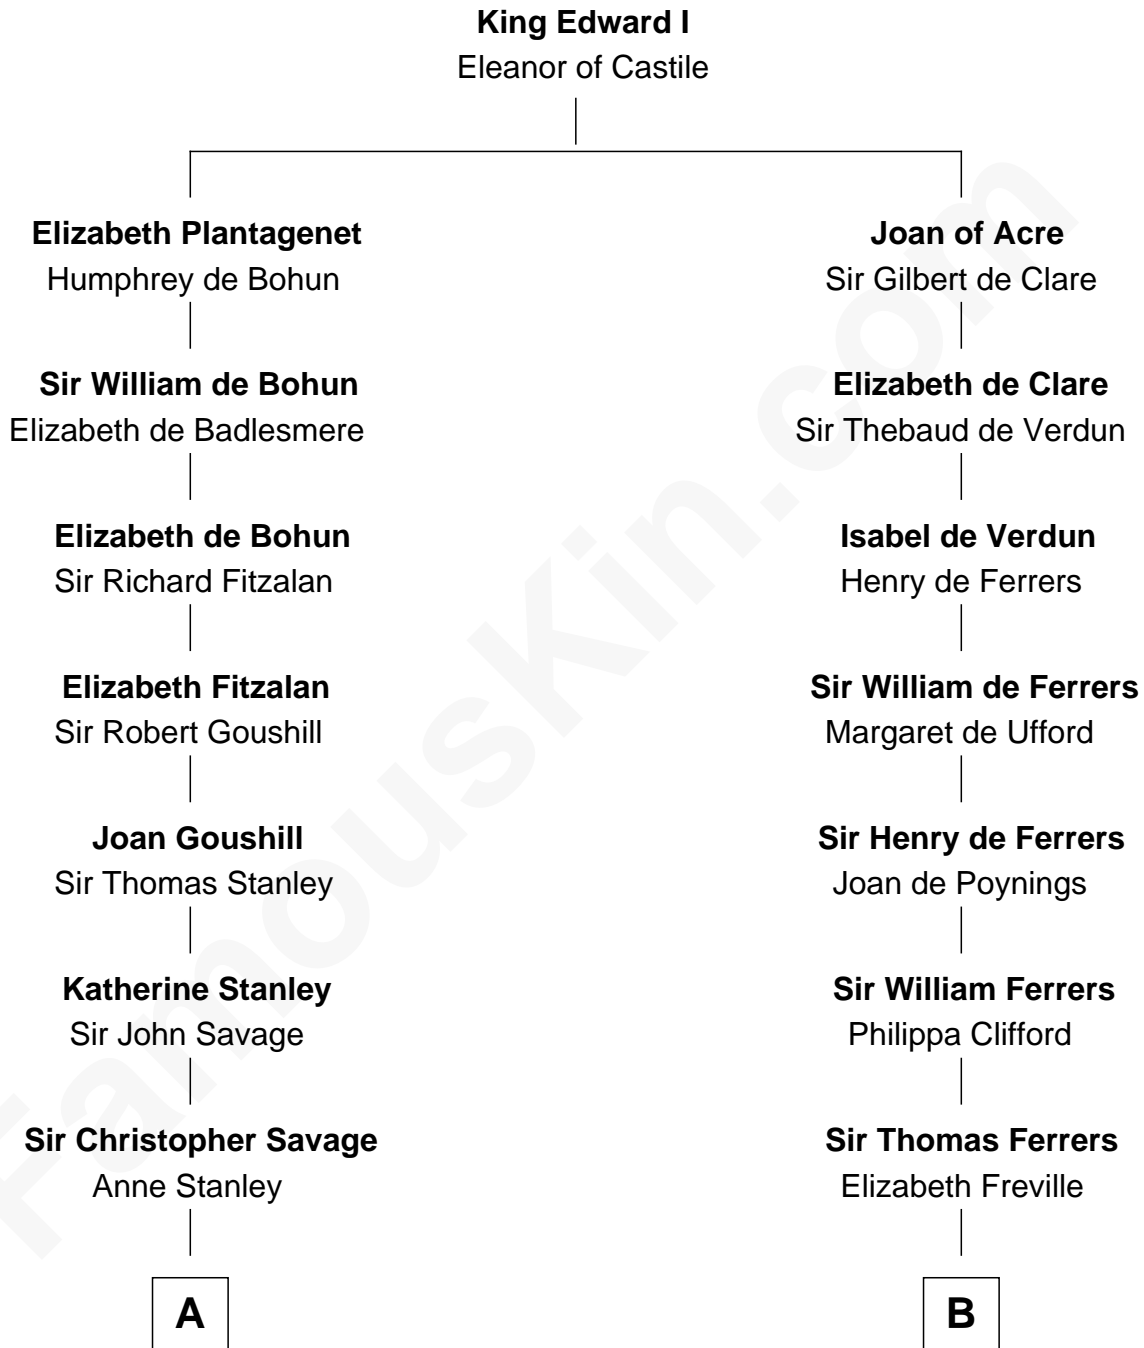 King Edward I
Eleanor of Castile
Elizabeth Plantagenet
Humphrey de Bohun
Joan of Acre
Sir Gilbert de Clare
Sir William de Bohun
Elizabeth de Badlesmere
Elizabeth de Clare
Sir Thebaud de Verdun
Elizabeth de Bohun
Sir Richard Fitzalan
Isabel de Verdun
Henry de Ferrers
Elizabeth Fitzalan
Sir Robert Goushill
Sir William de Ferrers
Margaret de Ufford
Joan Goushill
Sir Thomas Stanley
Sir Henry de Ferrers
Joan de Poynings
Katherine Stanley
Sir John Savage
Sir William Ferrers
Philippa Clifford
Sir Christopher Savage
Anne Stanley
Sir Thomas Ferrers
Elizabeth Freville
A
B
FamousKin.com